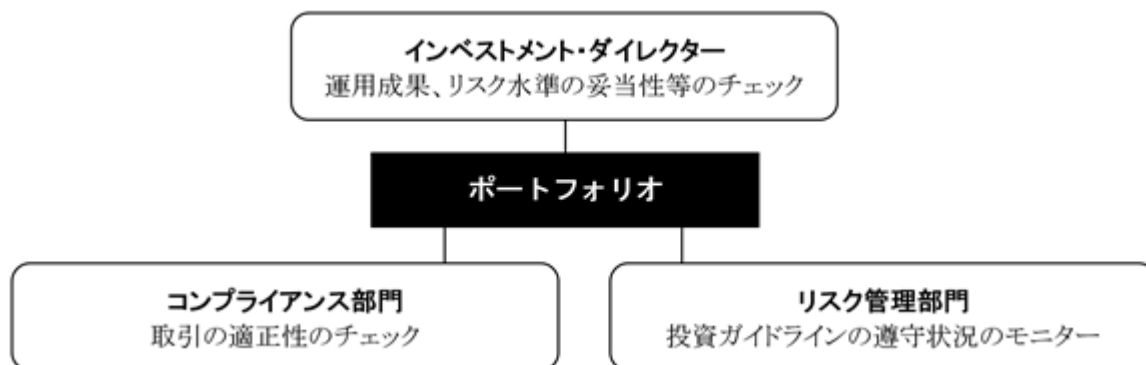 インベストメント・ダイレクター
運用成果、リスク水準の妥当性等のチェック
ポートフォリオ
コンプライアンス部門
取引の適正性のチェック
リスク管理部門
投資ガイドラインの遵守状況のモニター